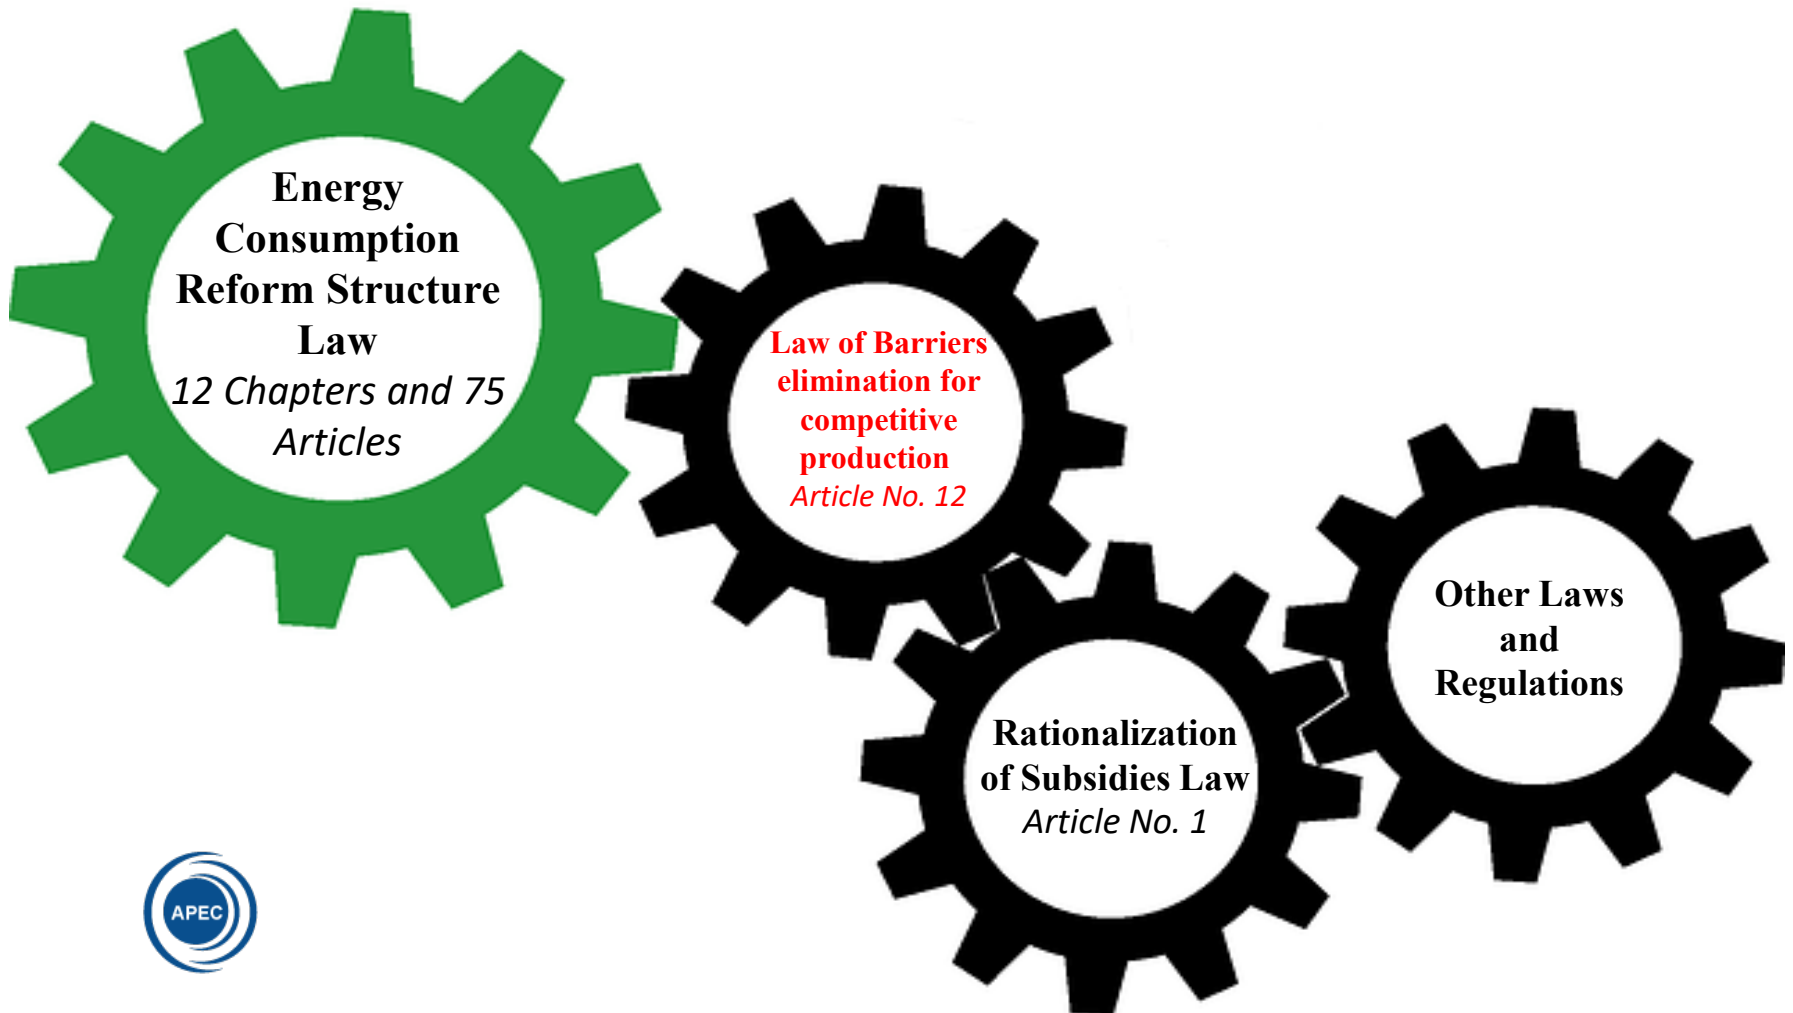 Energy
Consumption
Reform Structure
Law
12 Chapters and 75
Articles
Law of Barriers
elimination for
competitive
production
Article No. 12
Rationalization
of Subsidies Law
Article No. 1
Other Laws
and
Regulations
APEC